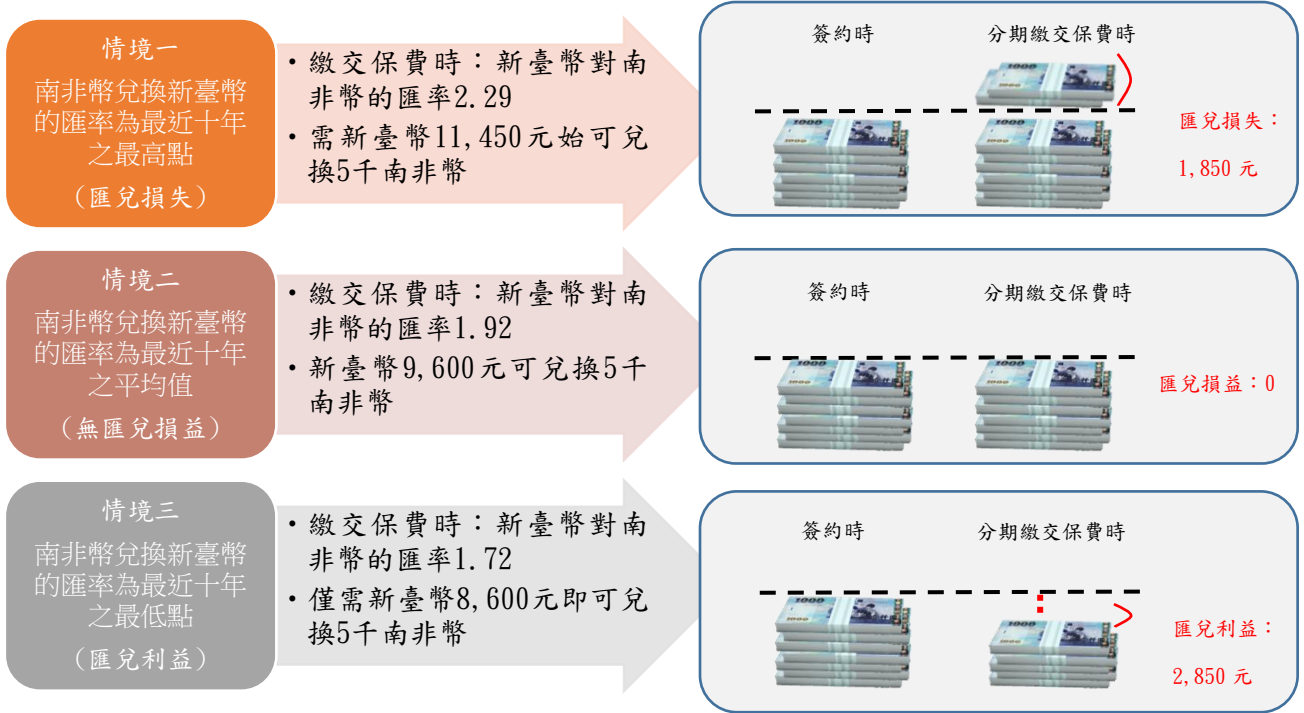 情境一
南非幣兌換新臺幣
的匯率為最近十年
之最高點
（匯兌損失）
•繳交保費時：新臺幣對南
非幣的匯率2.29
•需新臺幣11,450元始可兌
換5千南非幣
簽約時
分期繳交保費時
匯兌損失：
1,850 元
情境二
南非幣兌換新臺幣
的匯率為最近十年
之平均值
（無匯兌損益）
•繳交保費時：新臺幣對南
非幣的匯率1.92
•新臺幣9,600元可兌換5千
南非幣
簽約時
分期繳交保費時
匯兌損益：0
情境三
南非幣兌換新臺幣
的匯率為最近十年
之最低點
（匯兌利益）
•繳交保費時：新臺幣對南
非幣的匯率1.72
•僅需新臺幣8,600元即可兌
換5千南非幣
簽約時
分期繳交保費時
匯兌利益：
2,850 元